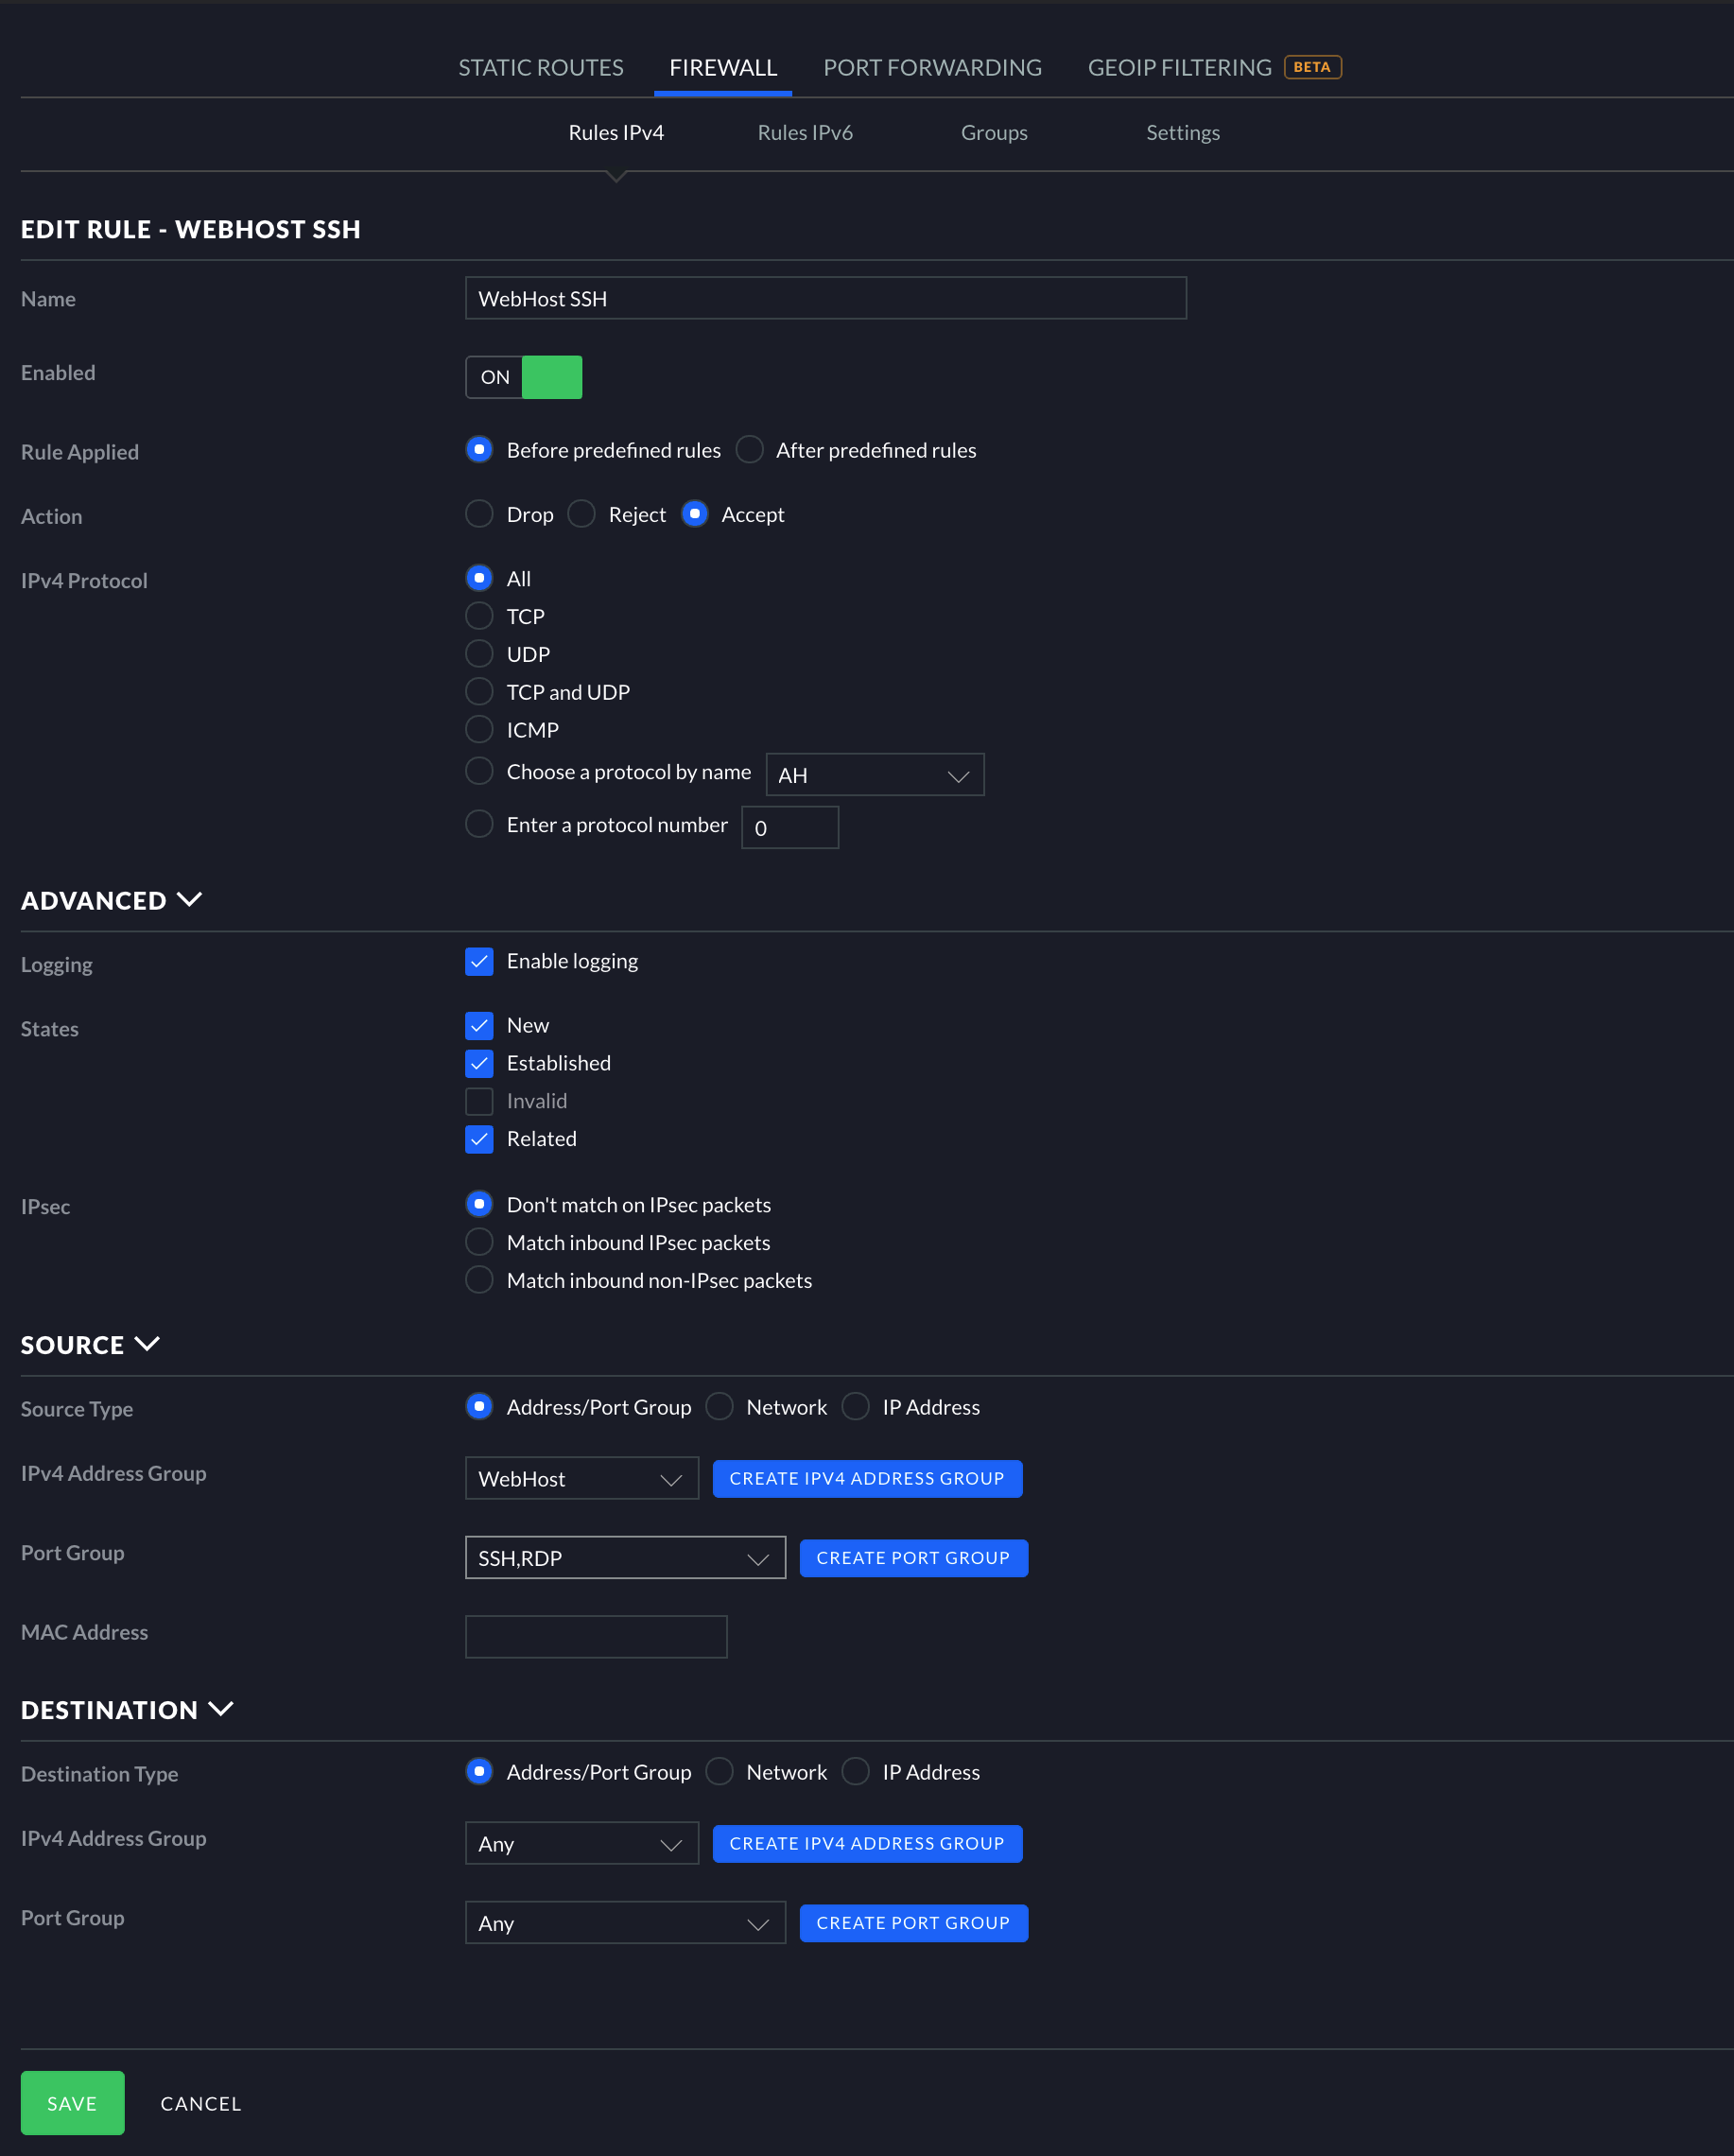 STATIC ROUTES FIREWALL PORT FORWARDING GEOIP FILTERING BETA
Rules IPv4 Rules IPv6 Groups Settings
EDIT RULE - WEBHOST SSH
Name WebHost SSH
Enabled ON
Rule Applied Before predefined rules After predefined rules
Action Drop Reject Accept
IPv4 Protocol All
TCP
UDP
TCP and UDP
ICMP
Choose a protocol by name AH
Enter a protocol number 0
ADVANCED
Logging Enable logging
States New
Established
Invalid
Related
IPsec Don't match on IPsec packets
Match inbound IPsec packets
Match inbound non-IPsec packets
SOURCE
Source Type Address/Port Group Network IP Address
IPv4 Address Group WebHost CREATE IPV4 ADDRESS GROUP
Port Group SSH,RDP CREATE PORT GROUP
MAC Address
DESTINATION
Destination Type Address/Port Group Network IP Address
IPv4 Address Group Any CREATE IPV4 ADDRESS GROUP
Port Group Any CREATE PORT GROUP
SAVE CANCEL